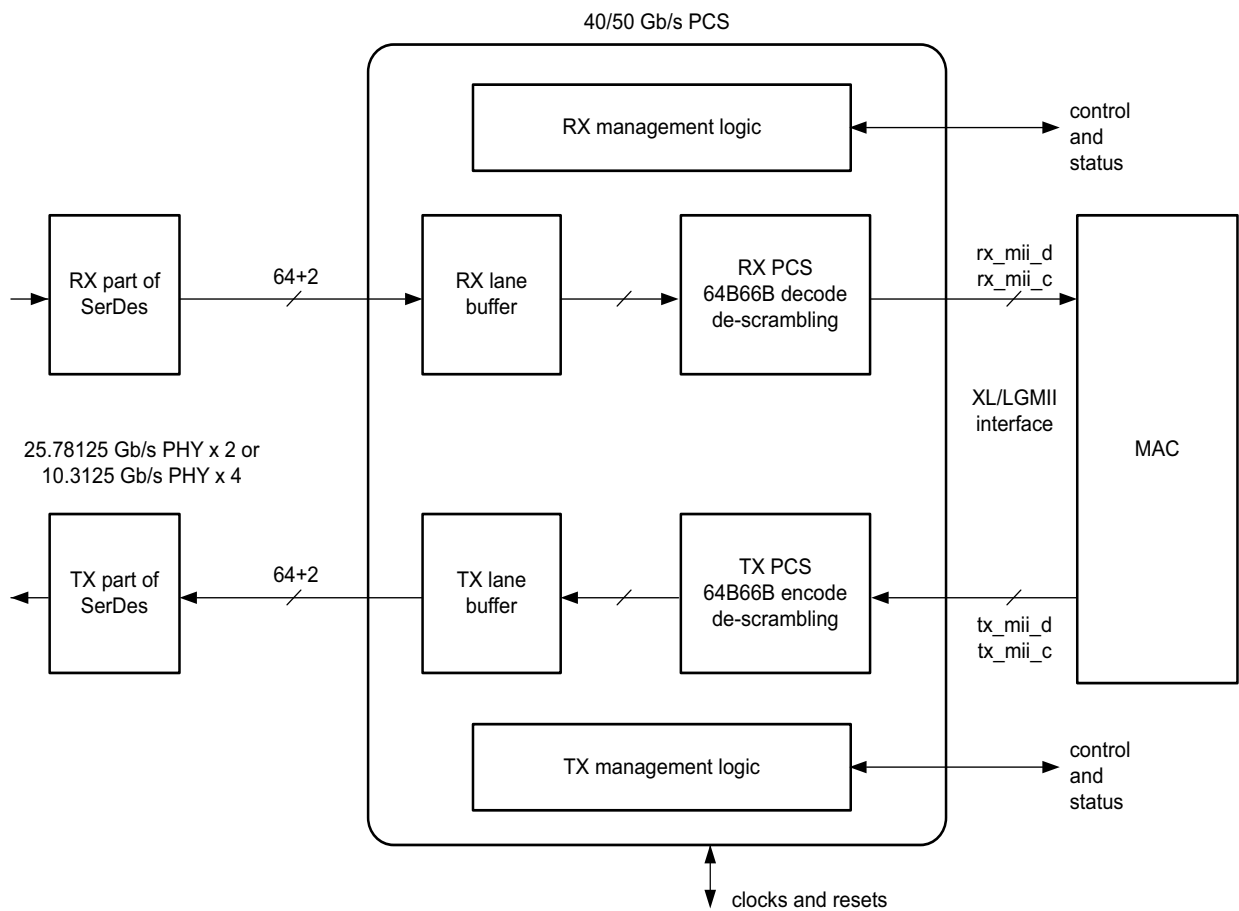 40/50 Gb/s PCS
RX management logic
control
and
status
RX part of
SerDes
64+2
RX lane
buffer
RX PCS
64B66B decode
de-scrambling
rx_mii_d
rx_mii_c
XL/LGMII
interface
MAC
25.78125 Gb/s PHY x 2 or
10.3125 Gb/s PHY x 4
TX part of
SerDes
64+2
TX lane
buffer
TX PCS
64B66B encode
de-scrambling
tx_mii_d
tx_mii_c
TX management logic
control
and
status
clocks and resets